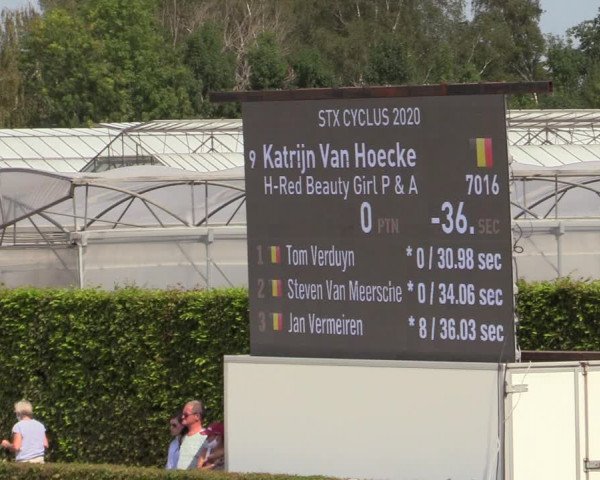 STX CYCLUS 2020
9 Katrijn Van Hoecke
H-Red Beauty Girl P & A 7016
0 PTN -36. SEC
1 Tom Verduyn * 0 / 30.98 sec
2 Steven Van Meersche * 0 / 34.06 sec
3 Jan Vermeiren * 8 / 36.03 sec